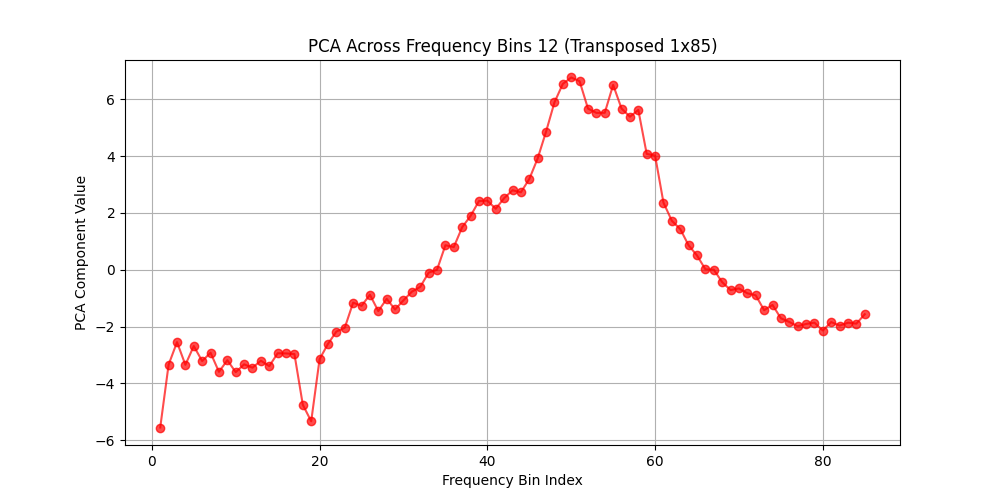 PCA Across Frequency Bins 12 (Transposed 1x85)
PCA Component Value
6
4
2
0
−2
−4
−6
0 20 40 60 80
Frequency Bin Index